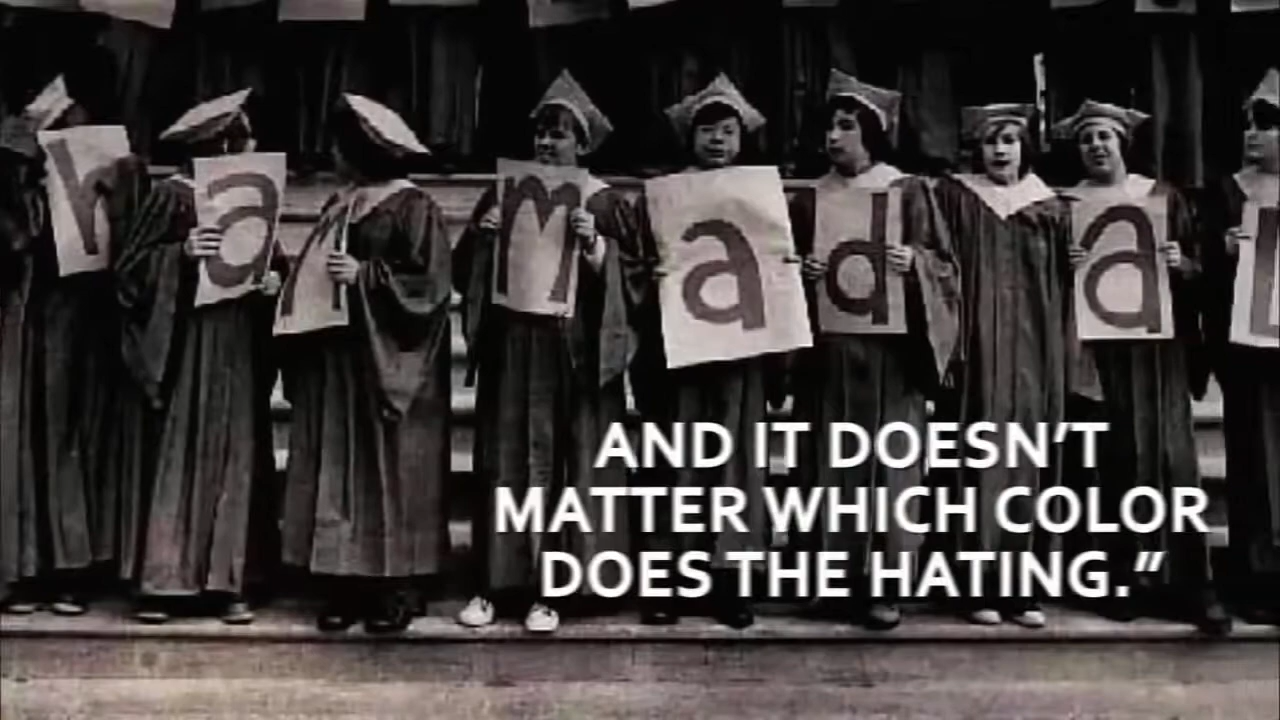 h a m a d a
AND IT DOESN'T
MATTER WHICH COLOR
DOES THE HATING."